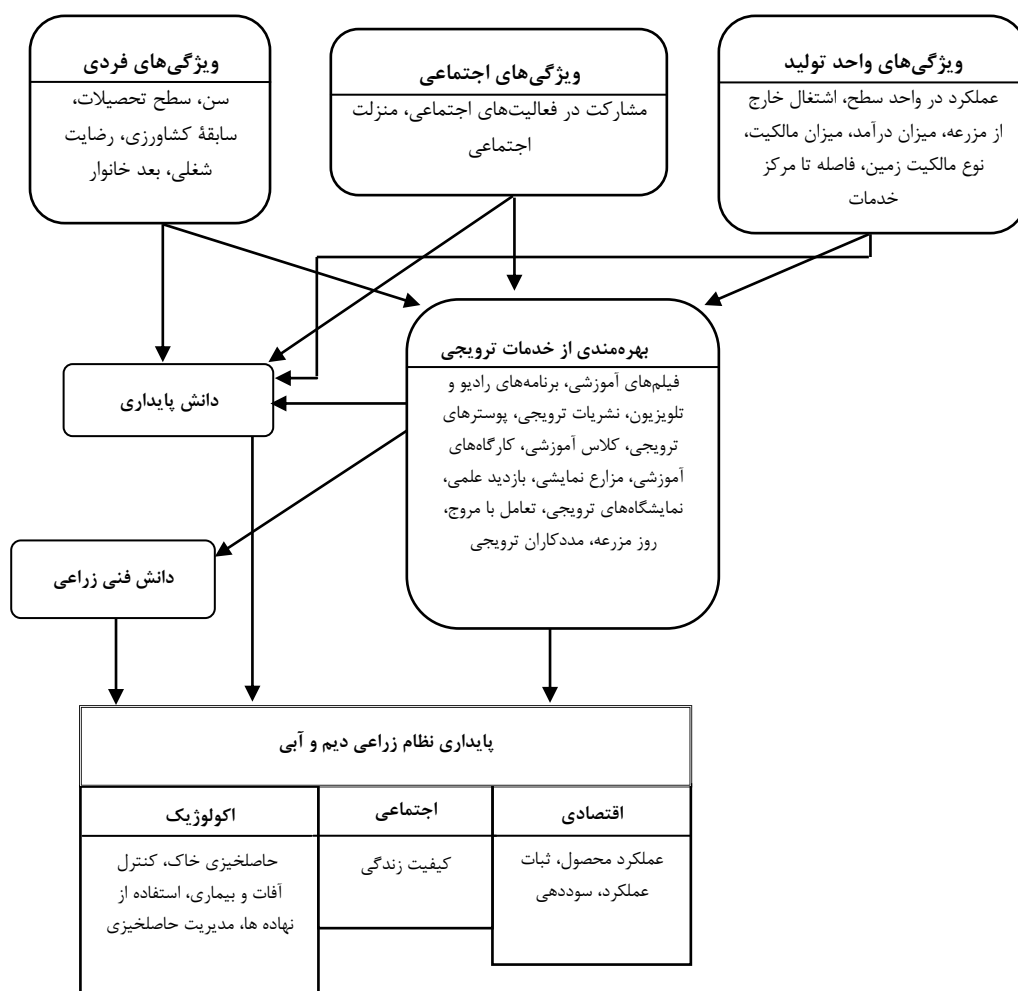 ویژگی‌های واحد تولید
عملکرد در واحد سطح، اشتغال خارج
از مزرعه، میزان درآمد، میزان مالکیت،
نوع مالکیت زمین، فاصله تا مرکز
خدمات
ویژگی‌های اجتماعی
مشارکت در فعالیت‌های اجتماعی، منزلت
اجتماعی
ویژگی‌های فردی
سن، سطح تحصیلات،
سابقۀ کشاورزی، رضایت
شغلی، بعد خانوار
بهره‌مندی از خدمات ترویجی
فیلم‌های آموزشی، برنامه‌های رادیو و
تلویزیون، نشریات ترویجی، پوسترهای
ترویجی، کلاس آموزشی، کارگاه‌های
آموزشی، مزارع نمایشی، بازدید علمی،
نمایشگاه‌های ترویجی، تعامل با مروج،
روز مزرعه، مددکاران ترویجی
دانش پایداری
دانش فنی زراعی
پایداری نظام زراعی دیم و آبی
اقتصادی
عملکرد محصول، ثبات
عملکرد، سوددهی
اجتماعی
کیفیت زندگی
اکولوژیک
حاصلخیزی خاک، کنترل
آفات و بیماری، استفاده از
نهاده ها، مدیریت حاصلخیزی